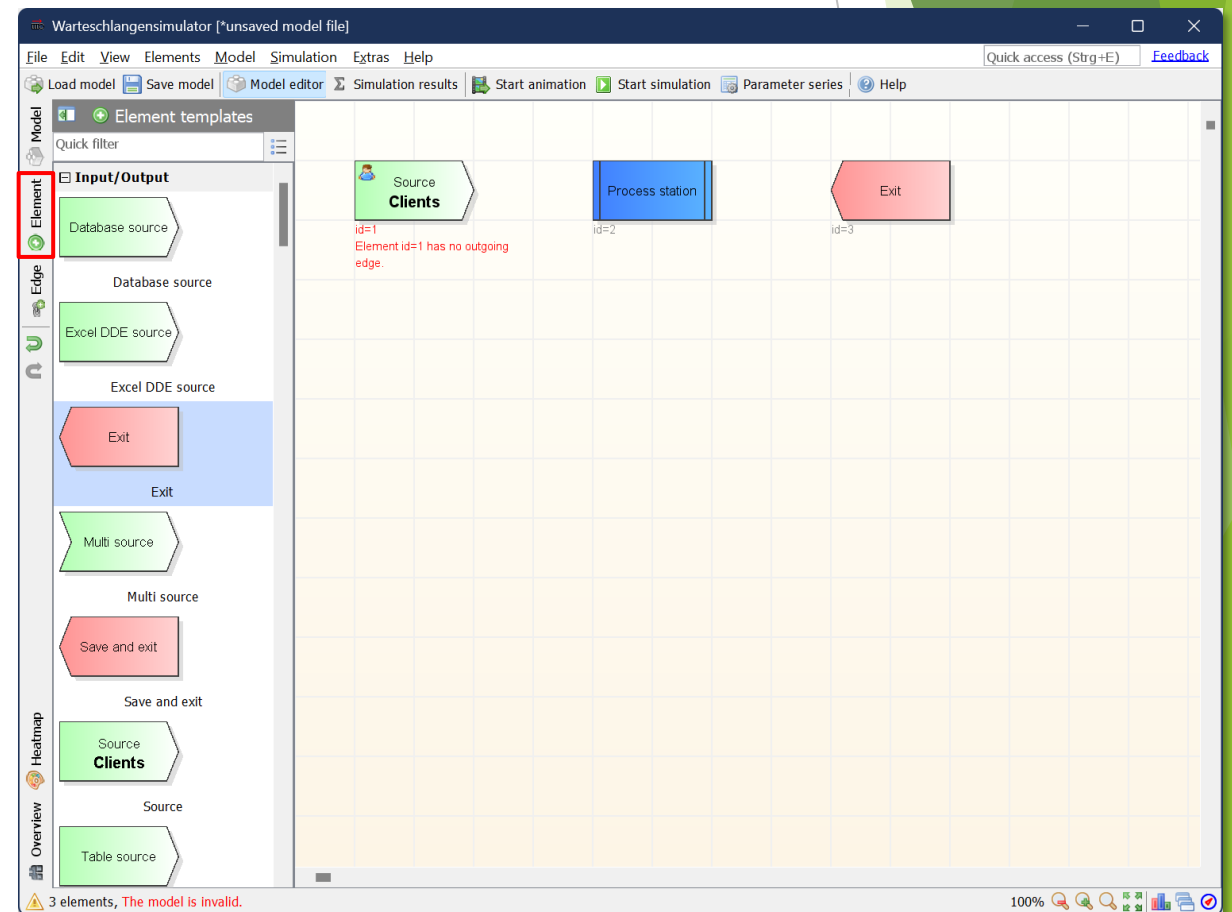 Warteschlangensimulator [*unsaved model file]
File Edit View Elements Model Simulation Extras Help
Quick access (Strg+E)
Feedback
Load model Save model Model editor Σ Simulation results Start animation Start simulation Parameter series Help
Model
Element
Edge
Heatmap
Overview
Element templates
Quick filter
Input/Output
Database source
Database source
Excel DDE source
Excel DDE source
Exit
Exit
Multi source
Multi source
Save and exit
Save and exit
Source
Clients
Source
Table source
Source
Clients
id=1
Element id=1 has no outgoing
edge.
Process station
id=2
Exit
id=3
3 elements, The model is invalid.
100%